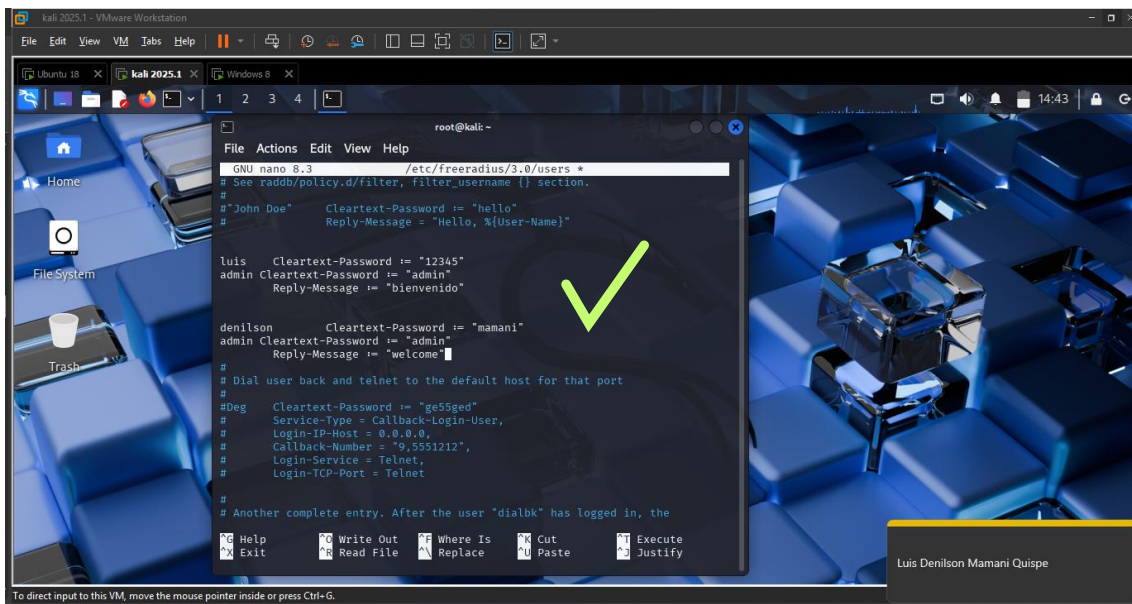 kali 2025.1 - VMware Workstation
File Edit View VM Tabs Help
Ubuntu 18 kali 2025.1 Windows 8
1 2 3 4 14:43
root@kali: ~
File Actions Edit View Help
GNU nano 8.3 /etc/freeradius/3.0/users *
# See raddb/policy.d/filter, filter_username {} section.
#
#"John Doe" Cleartext-Password := "hello"
# Reply-Message = "Hello, %{User-Name}"
luis Cleartext-Password := "12345"
admin Cleartext-Password := "admin"
Reply-Message := "bienvenido"
denilson Cleartext-Password := "mamani"
admin Cleartext-Password := "admin"
Reply-Message := "welcome"
#
# Dial user back and telnet to the default host for that port
#
#Deg Cleartext-Password := "ge55ged"
# Service-Type = Callback-Login-User,
# Login-IP-Host = 0.0.0.0,
# Callback-Number = "9,5551212",
# Login-Service = Telnet,
# Login-TCP-Port = Telnet
#
# Another complete entry. After the user "dialbk" has logged in, the
^G Help ^O Write Out ^F Where Is ^K Cut ^T Execute
^X Exit ^R Read File ^\ Replace ^U Paste ^J Justify
Home
File System
Trash
Luis Denilson Mamani Quispe
To direct input to this VM, move the mouse pointer inside or press Ctrl+G.